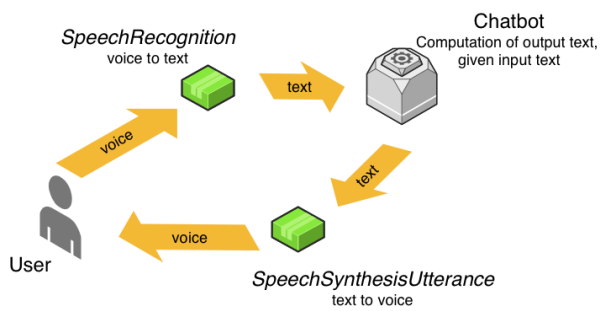 SpeechRecognition
voice to text
Chatbot
Computation of output text,
given input text
text
voice
text
voice
User
SpeechSynthesisUtterance
text to voice